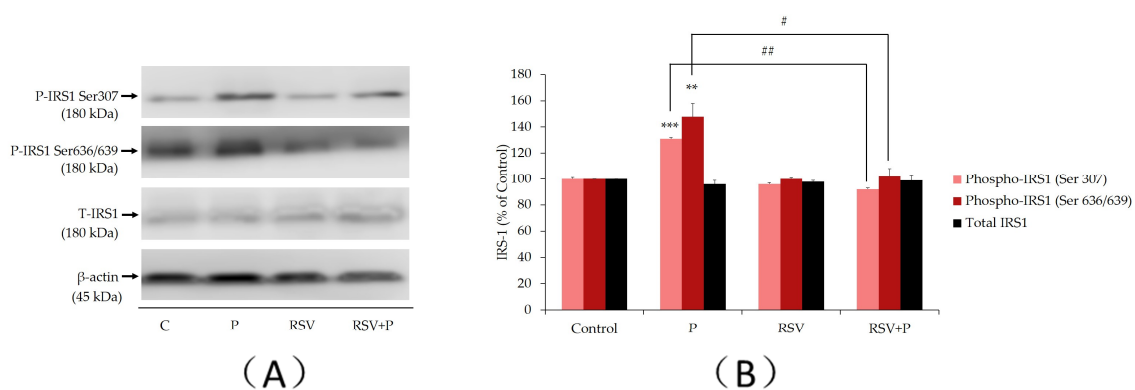 P-IRS1 Ser307
(180 kDa)
P-IRS1 Ser636/639
(180 kDa)
T-IRS1
(180 kDa)
β-actin
(45 kDa)
C P RSV RSV+P
(A)
#
##
IRS-1 (% of Control)
180
160
140
120
100
80
60
40
20
0
**
***
Control P RSV RSV+P
Phospho-IRS1 (Ser 307)
Phospho-IRS1 (Ser 636/639)
Total IRS1
(B)